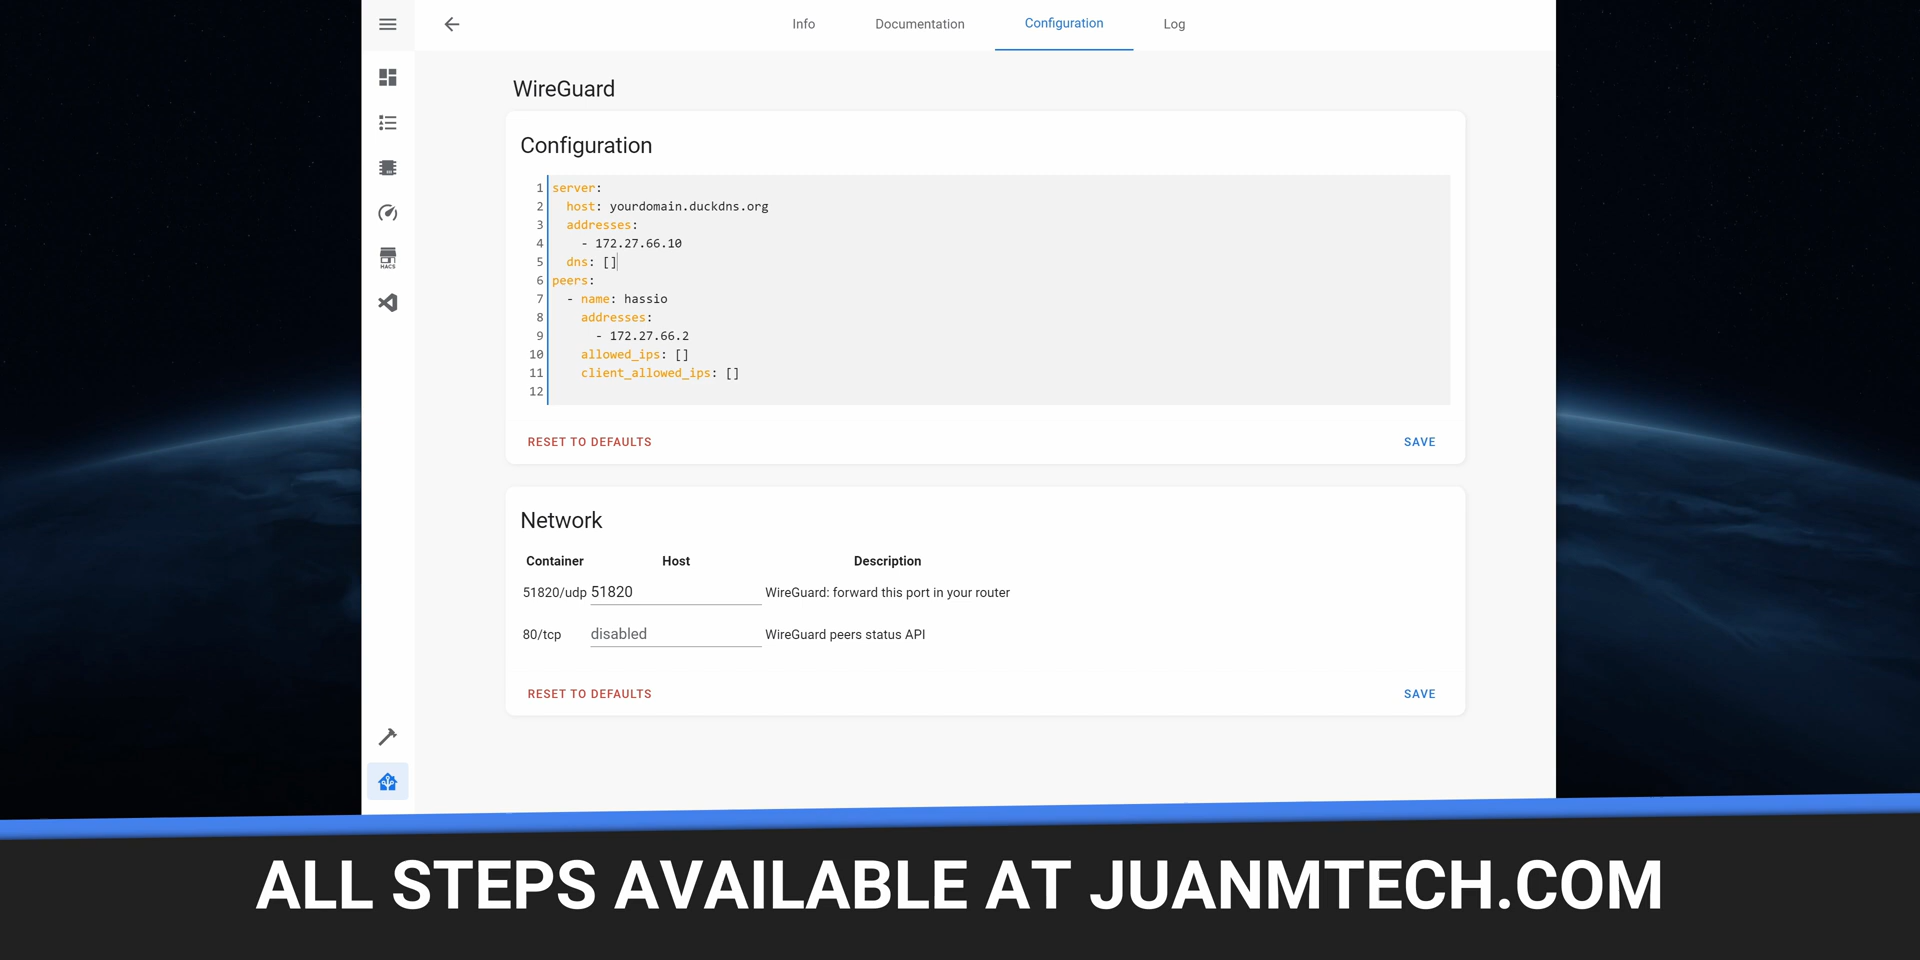 Info Documentation Configuration Log
WireGuard
Configuration
1 server:
2 host: yourdomain.duckdns.org
3 addresses:
4 - 172.27.66.10
5 dns: []
6 peers:
7 - name: hassio
8 addresses:
9 - 172.27.66.2
10 allowed_ips: []
11 client_allowed_ips: []
12
RESET TO DEFAULTS SAVE
Network
Container Host Description
51820/udp 51820 WireGuard: forward this port in your router
80/tcp disabled WireGuard peers status API
RESET TO DEFAULTS SAVE
HACS
ALL STEPS AVAILABLE AT JUANMTECH.COM